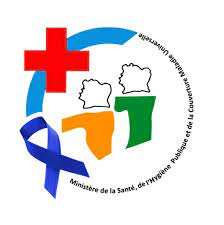 Ministère de la Santé, de l'Hygiène Publique et de la Couverture Maladie Universelle